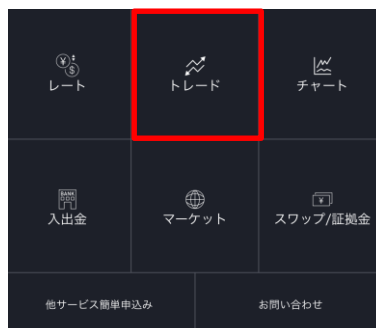 レート
トレード
チャート
BANK
入出金
マーケット
スワップ/証拠金
他サービス簡単申込み
お問い合わせ